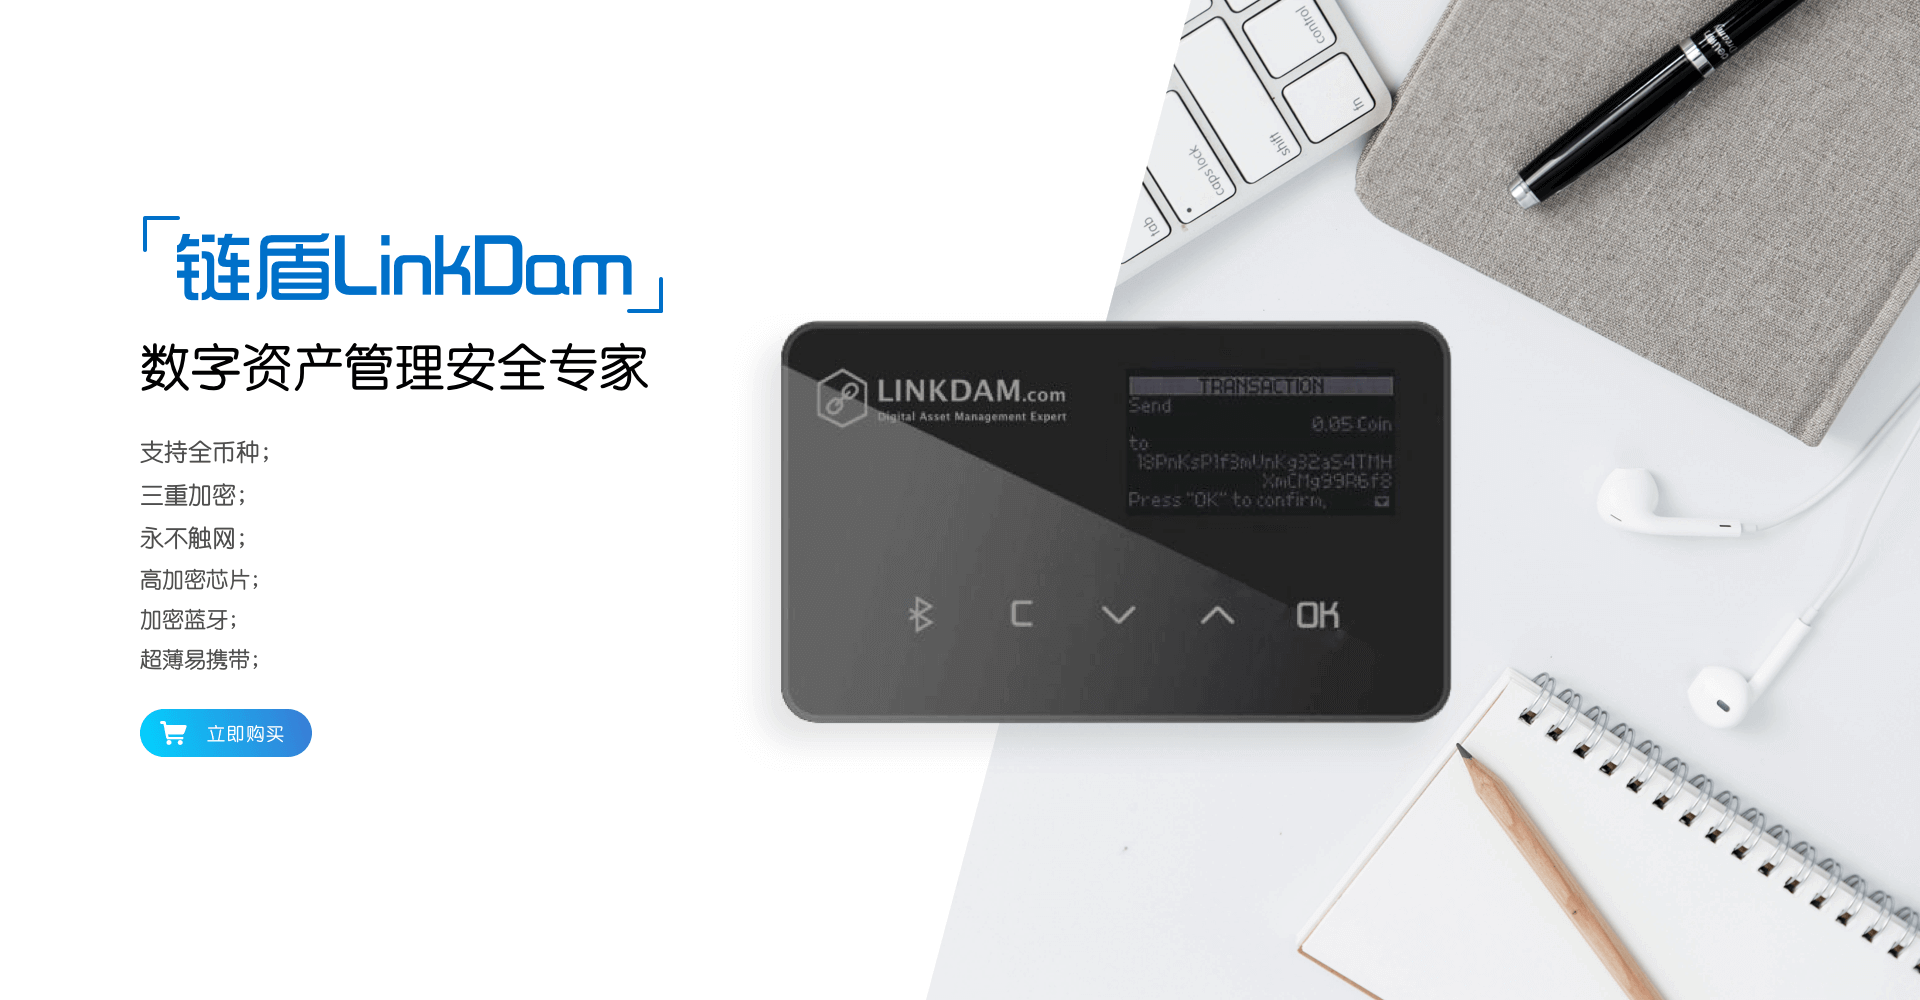 链盾LinkDam
数字资产管理安全专家
支持全币种；
三重加密；
永不触网；
高加密芯片；
加密蓝牙；
超薄易携带；
立即购买
LINKDAM.com
Digital Asset Management Expert
TRANSACTION
Send
0.05 Coin
to
18PnKsP1f3mVnKg32aS4TMH
XmCMg99R6f8
Press "OK" to confirm.
C
OK
control
fn
shift
caps lock
tab